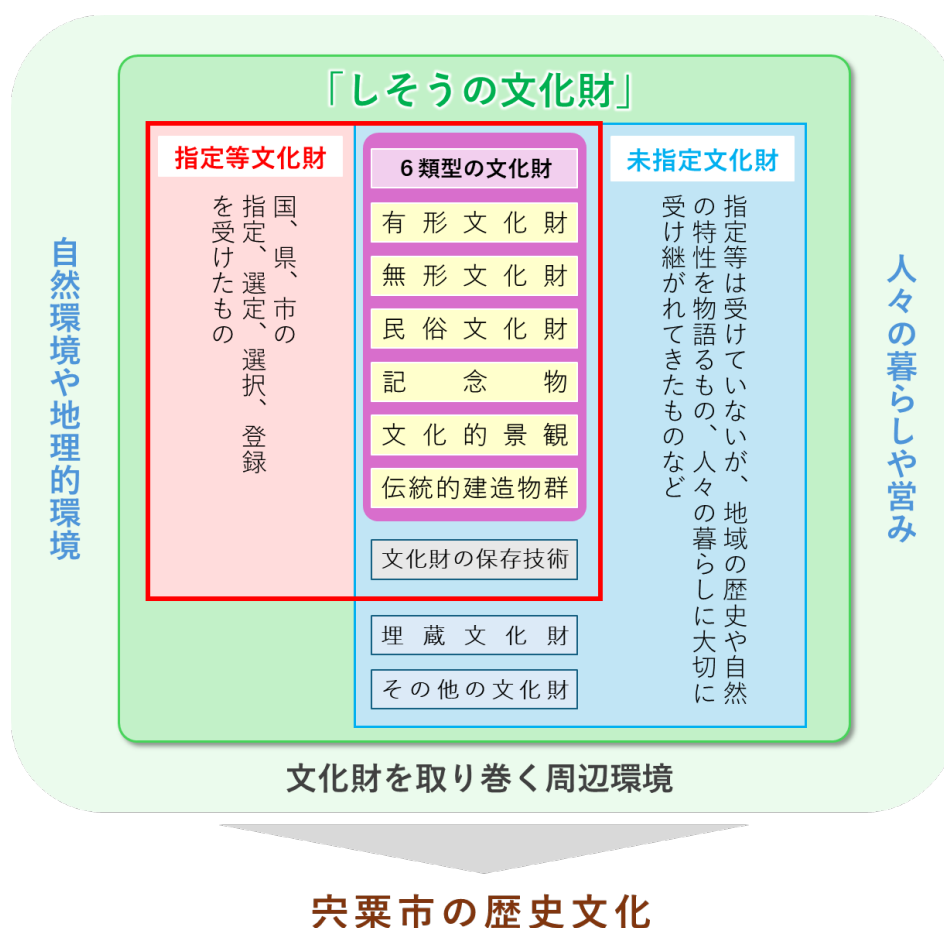 「しそうの文化財」
指定等文化財
国、県、市の
指定、選定、選択、登録
を受けたもの
６類型の文化財
有形文化財
無形文化財
民俗文化財
記念物
文化的景観
伝統的建造物群
文化財の保存技術
埋蔵文化財
その他の文化財
未指定文化財
指定等は受けていないが、地域の歴史や自然
の特性を物語るもの、人々の暮らしに大切に
受け継がれてきたものなど
自然環境や地理的環境
人々の暮らしや営み
文化財を取り巻く周辺環境
宍粟市の歴史文化